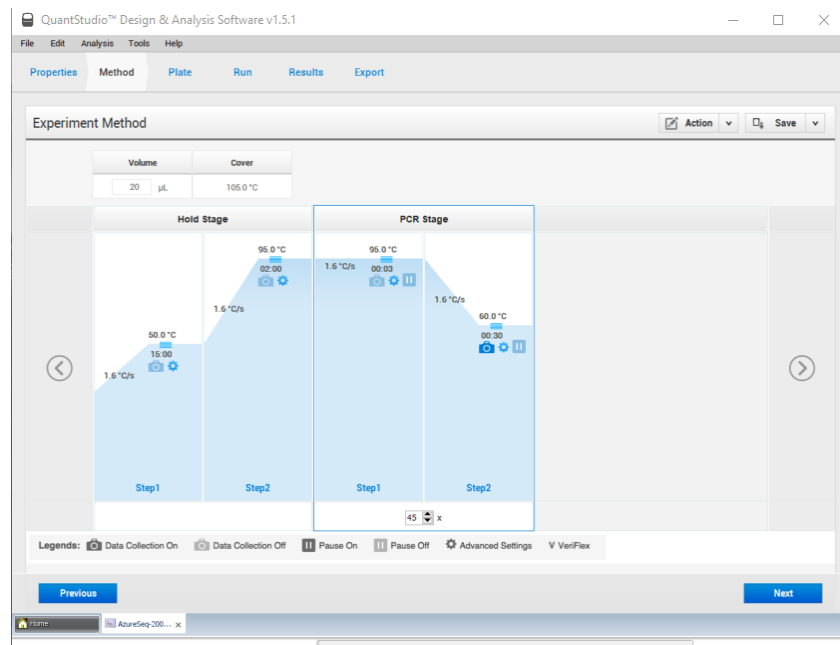 QuantStudio™ Design & Analysis Software v1.5.1
File Edit Analysis Tools Help
Properties Method Plate Run Results Export
Experiment Method Action Save
Volume Cover
20 µL 105.0 °C
Hold Stage PCR Stage
95.0 °C 95.0 °C
02:00 1.6 °C/s 00:03
1.6 °C/s 1.6 °C/s
60.0 °C
50.0 °C 00:30
15:00
1.6 °C/s
Step1 Step2 Step1 Step2
45 x
Legends: Data Collection On Data Collection Off Pause On Pause Off Advanced Settings V VeriFlex
Previous Next
Home AzureSeq-200... x